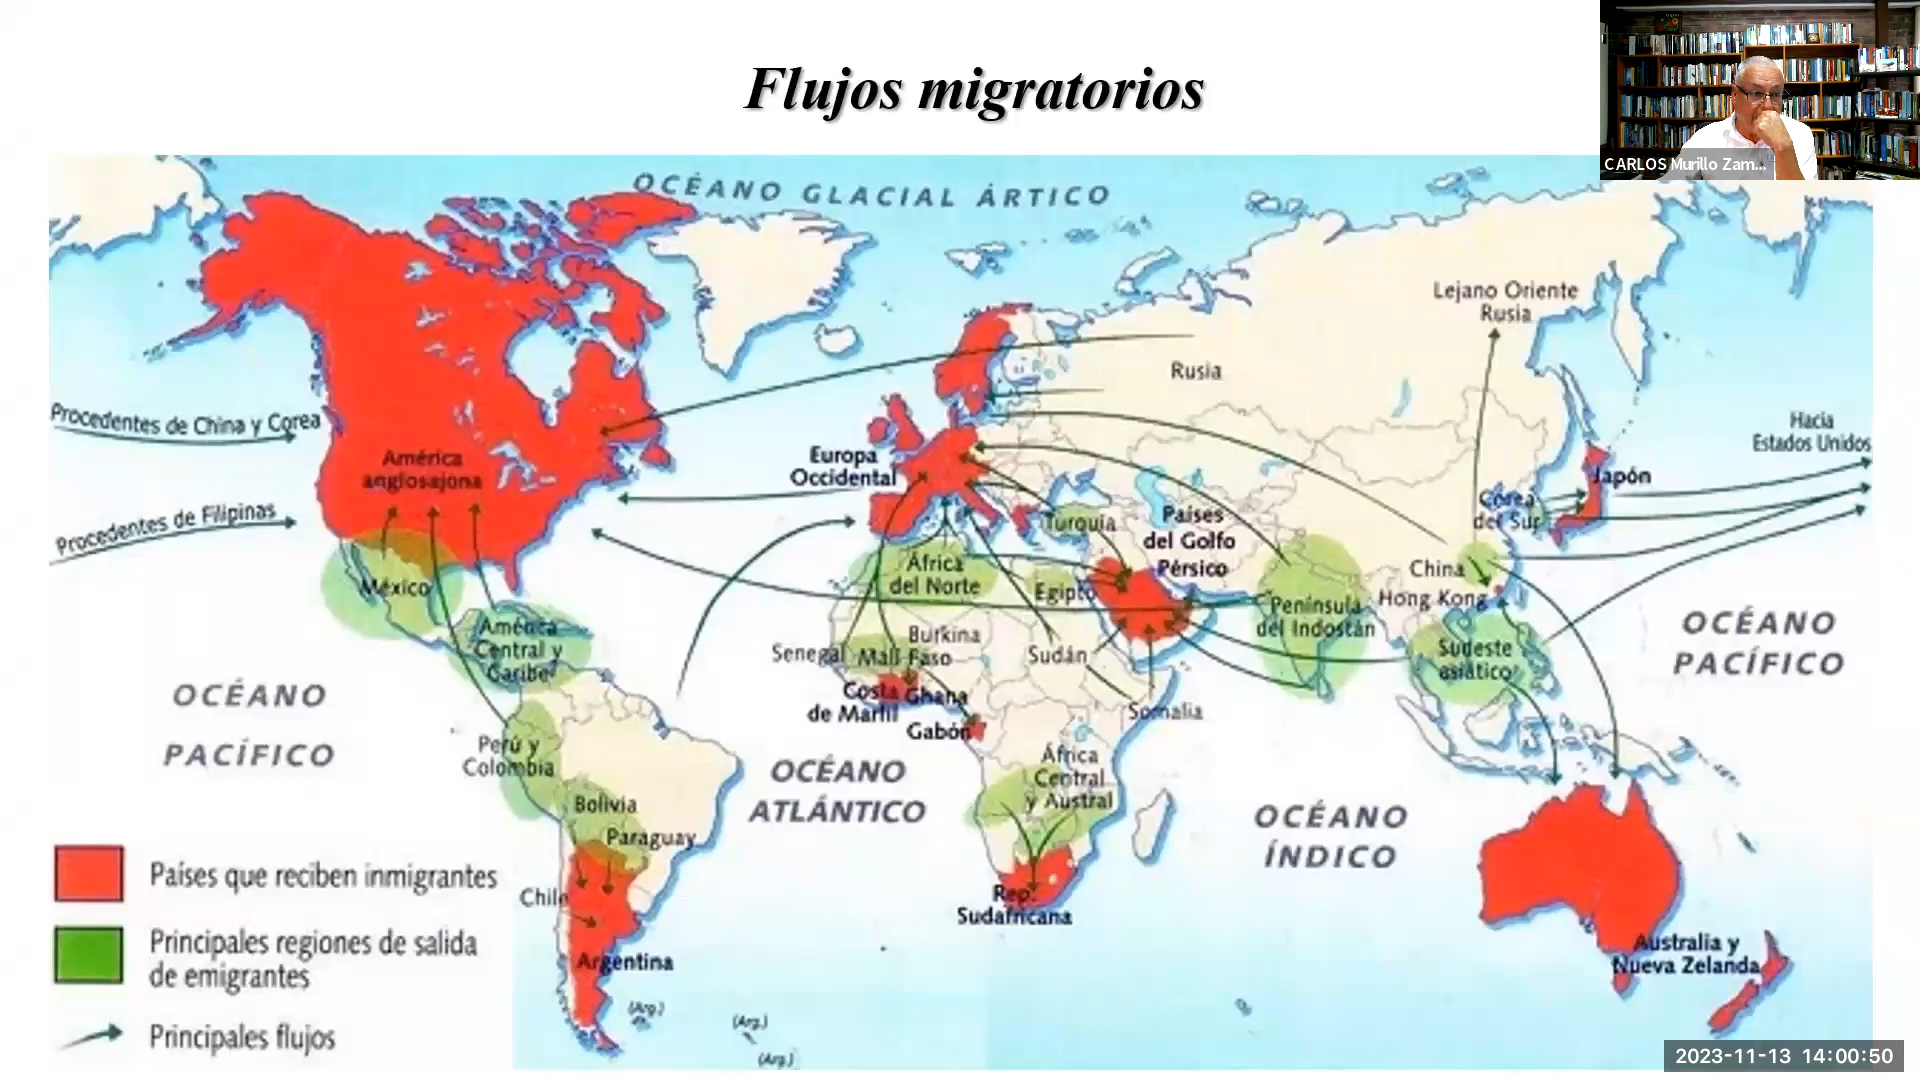 Flujos migratorios
CARLOS Murillo Zam...
OCÉANO GLACIAL ÁRTICO
Lejano Oriente
Rusia
Rusia
Procedentes de China y Corea
Hacia
Estados Unidos
América
anglosajona
Europa
Occidental
Japón
Corea
del Sur
Turquía
Países
del Golfo
Pérsico
Procedentes de Filipinas
África
del Norte
Egipto
China
Hong Kong
México
Península
del Indostán
América
Central y
Caribe
Burkina
Faso
Senegal
Malí
Sudán
Sudeste
asiático
OCÉANO
PACÍFICO
Costa
de Marfil
Ghana
Gabón
Somalia
OCÉANO
PACÍFICO
Perú y
Colombia
OCÉANO
ATLÁNTICO
África
Central
y Austral
Bolivia
Paraguay
OCÉANO
ÍNDICO
Chile
Rep.
Sudafricana
Argentina
Australia y
Nueva Zelanda
(Arg.)
(Arg.)
(Arg.)
Países que reciben inmigrantes
Principales regiones de salida
de emigrantes
Principales flujos
2023-11-13 14:00:50